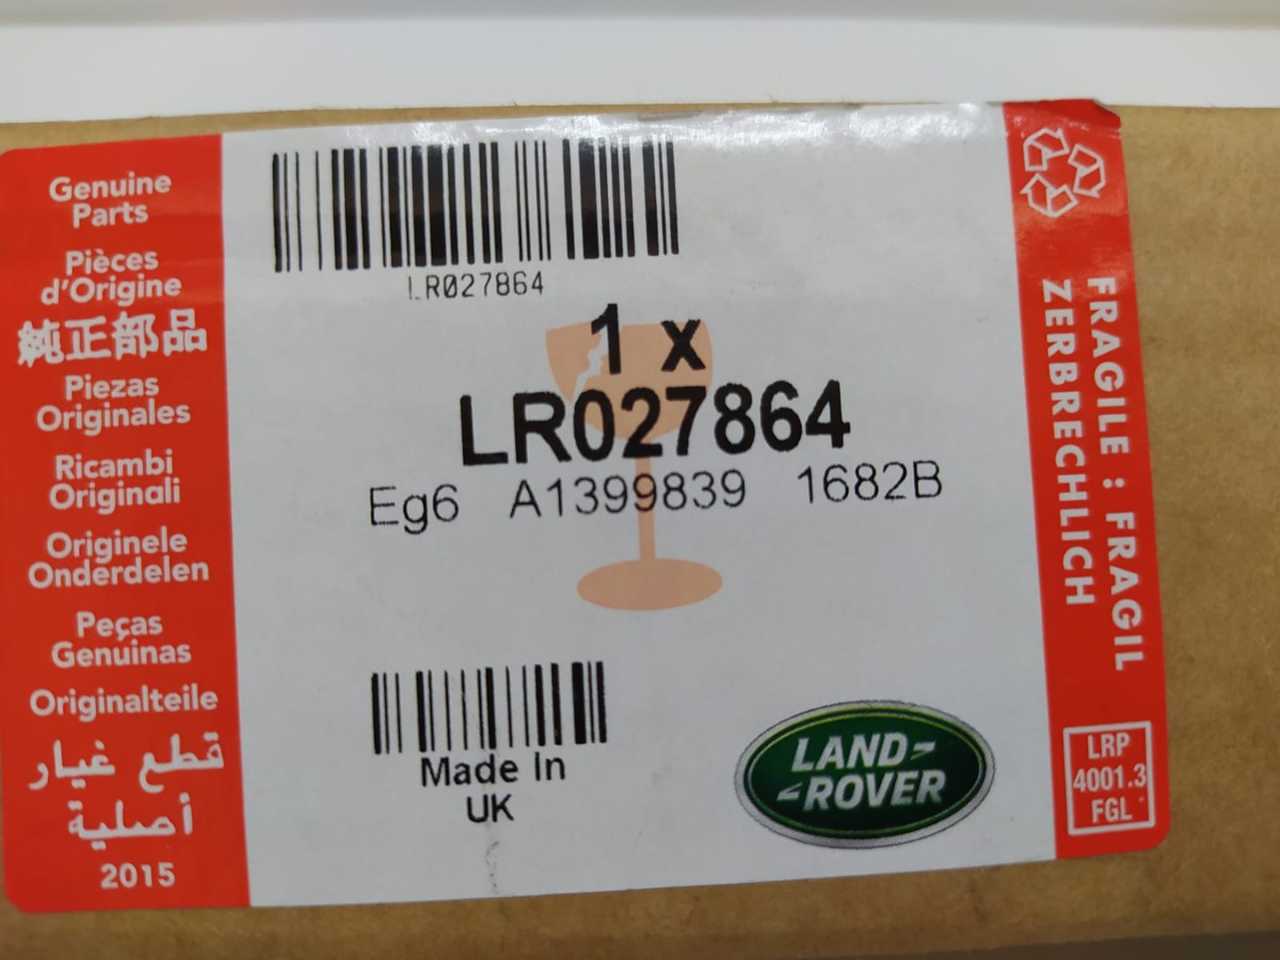 Genuine
Parts
Pièces
d'Origine
純正部品
Piezas
Originales
Ricambi
Originali
Originele
Onderdelen
Peças
Genuinas
Originalteile
قطع غيار
أصلية
2015
LR027864
1 x
LR027864
Eg6 A1399839 1682B
Made In
UK
LAND-
ROVER
FRAGILE : FRAGIL
ZERBRECHLICH
LRP
4001.3
FGL